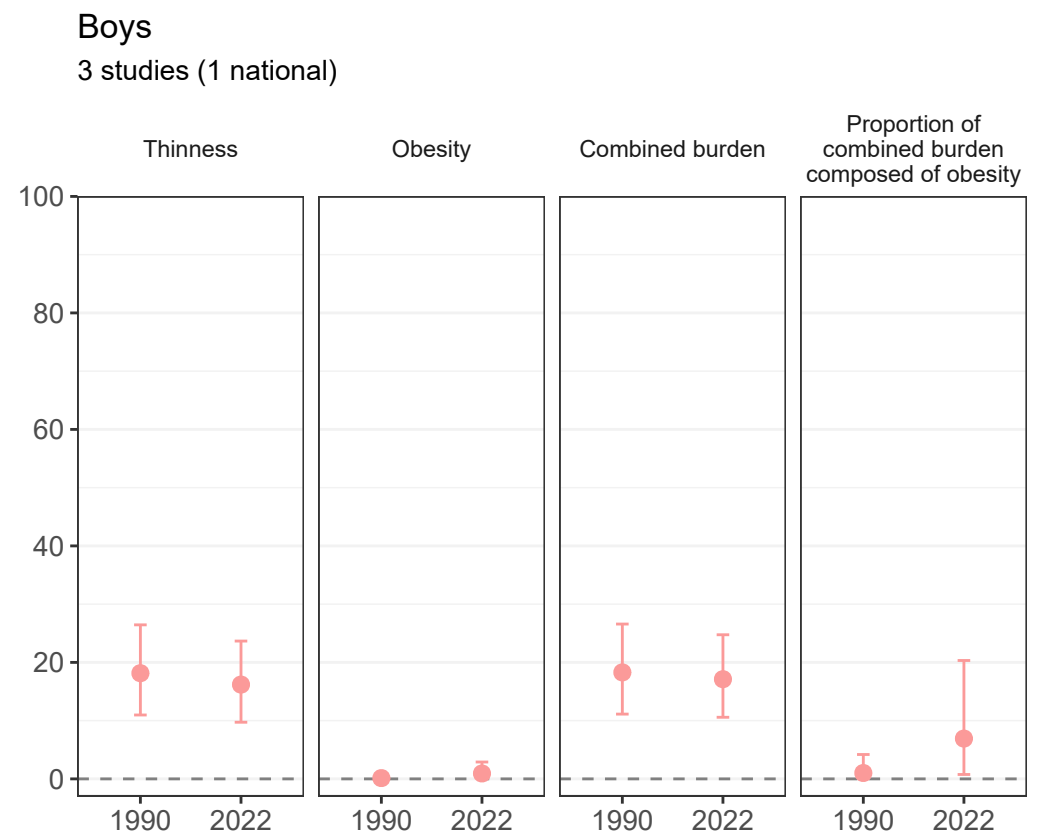 Boys
3 studies (1 national)
Thinness
Obesity
Combined burden
Proportion of
combined burden
composed of obesity
100
80
60
40
20
0
1990 2022 1990 2022 1990 2022 1990 2022